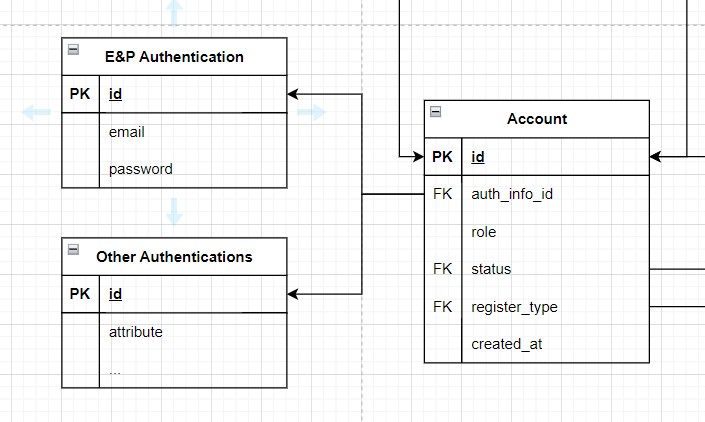 E&P Authentication
PK id
email
password
Other Authentications
PK id
attribute
...
Account
PK id
FK auth_info_id
role
FK status
FK register_type
created_at